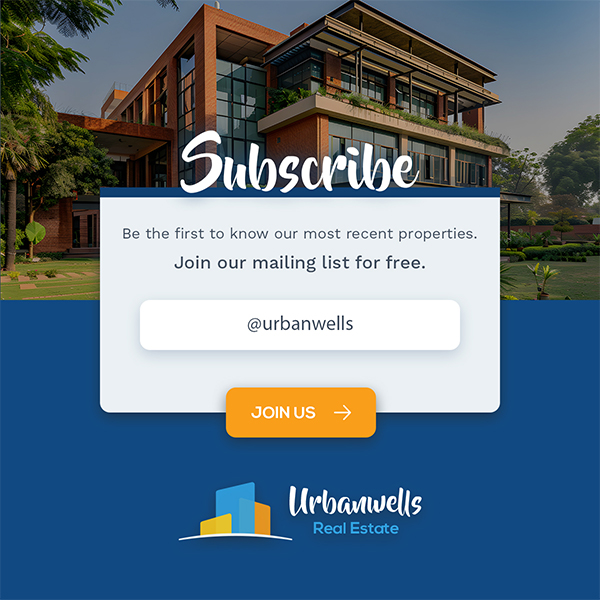 Subscribe
Be the first to know our most recent properties.
Join our mailing list for free.
@urbanwells
JOIN US
Urbanwells
Real Estate